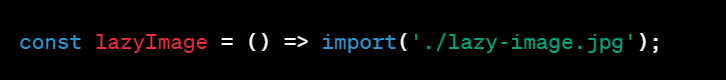 const lazyImage = () => import('./lazy-image.jpg');